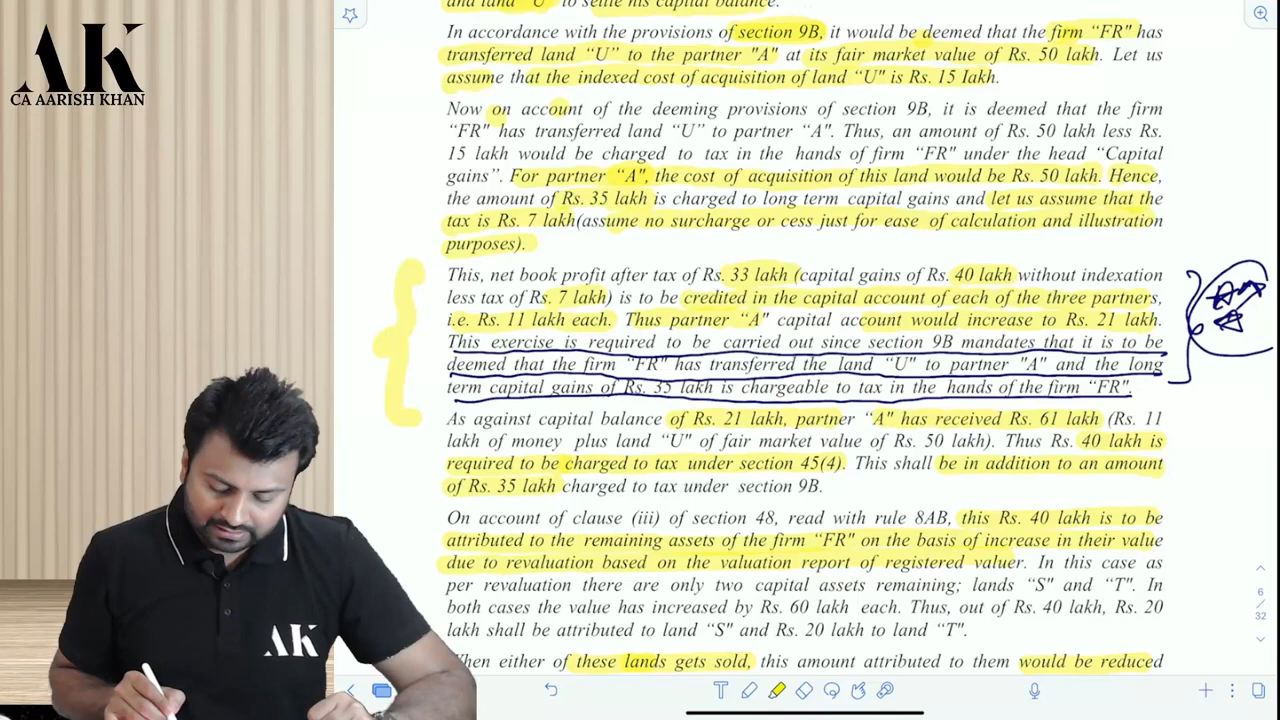 and land "U" to settle his capital balance.
In accordance with the provisions of section 9B, it would be deemed that the firm “FR" has
transferred land “U” to the partner "A" at its fair market value of Rs. 50 lakh. Let us
assume that the indexed cost of acquisition of land “U" is Rs. 15 lakh.
Now on account of the deeming provisions of section 9B, it is deemed that the firm
“FR" has transferred land “U” to partner “A". Thus, an amount of Rs. 50 lakh less Rs.
15 lakh would be charged to tax in the hands of firm “FR" under the head “Capital
gains”. For partner “A", the cost of acquisition of this land would be Rs. 50 lakh. Hence,
the amount of Rs. 35 lakh is charged to long term capital gains and let us assume that the
tax is Rs. 7 lakh(assume no surcharge or cess just for ease of calculation and illustration
purposes).
This, net book profit after tax of Rs. 33 lakh (capital gains of Rs. 40 lakh without indexation
less tax of Rs. 7 lakh) is to be credited in the capital account of each of the three partners,
i.e. Rs. 11 lakh each. Thus partner “A" capital account would increase to Rs. 21 lakh.
This exercise is required to be carried out since section 9B mandates that it is to be
deemed that the firm “FR" has transferred the land "U" to partner "A" and the long
term capital gains of Rs. 35 lakh is chargeable to tax in the hands of the firm “FR".
As against capital balance of Rs. 21 lakh, partner “A" has received Rs. 61 lakh (Rs. 11
lakh of money plus land “U" of fair market value of Rs. 50 lakh). Thus Rs. 40 lakh is
required to be charged to tax under section 45(4). This shall be in addition to an amount
of Rs. 35 lakh charged to tax under section 9B.
On account of clause (iii) of section 48, read with rule 8AB, this Rs. 40 lakh is to be
attributed to the remaining assets of the firm “FR" on the basis of increase in their value
due to revaluation based on the valuation report of registered valuer. In this case as
per revaluation there are only two capital assets remaining; lands “S" and “T". In
both cases the value has increased by Rs. 60 lakh each. Thus, out of Rs. 40 lakh, Rs. 20
lakh shall be attributed to land “S" and Rs. 20 lakh to land “T".
When either of these lands gets sold, this amount attributed to them would be reduced
AK
CA AARISH KHAN
AK
6
/
32